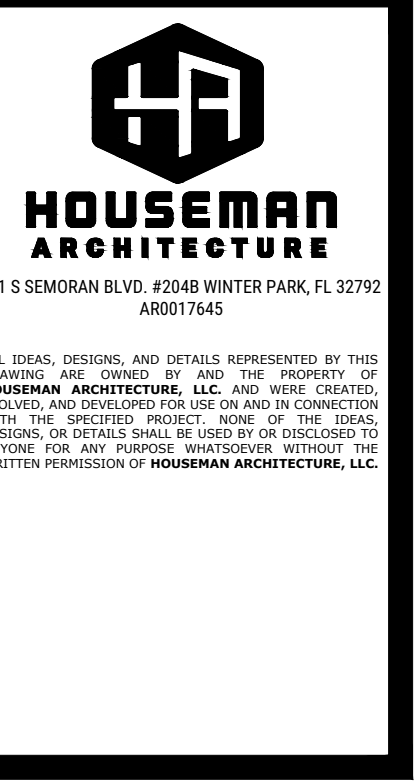 HA
HOUSEMAN
ARCHITECTURE
1 S SEMORAN BLVD. #204B WINTER PARK, FL 32792
AR0017645
L IDEAS, DESIGNS, AND DETAILS REPRESENTED BY THIS
AWING ARE OWNED BY AND THE PROPERTY OF
OUSEMAN ARCHITECTURE, LLC. AND WERE CREATED,
OLVED, AND DEVELOPED FOR USE ON AND IN CONNECTION
TH THE SPECIFIED PROJECT. NONE OF THE IDEAS,
SIGNS, OR DETAILS SHALL BE USED BY OR DISCLOSED TO
YONE FOR ANY PURPOSE WHATSOEVER WITHOUT THE
RITTEN PERMISSION OF HOUSEMAN ARCHITECTURE, LLC.